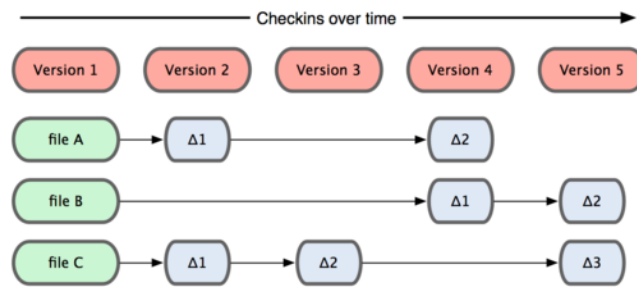 Checkins over time
Version 1 Version 2 Version 3 Version 4 Version 5
file A Δ1 Δ2
file B Δ1 Δ2
file C Δ1 Δ2 Δ3